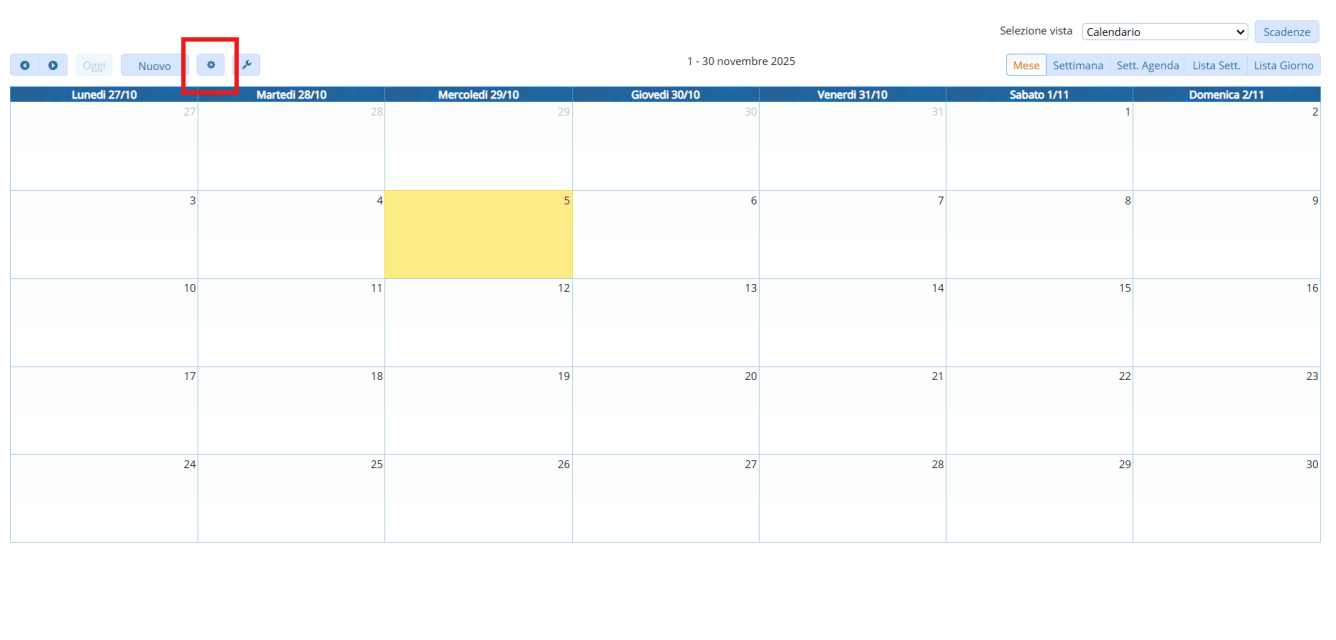 Selezione vista Calendario Scadenze
Oggi Nuovo 1 - 30 novembre 2025 Mese Settimana Sett. Agenda Lista Sett. Lista Giorno
Lunedì 27/10 Martedì 28/10 Mercoledì 29/10 Giovedì 30/10 Venerdì 31/10 Sabato 1/11 Domenica 2/11
27 28 29 30 31 1 2
3 4 5 6 7 8 9
10 11 12 13 14 15 16
17 18 19 20 21 22 23
24 25 26 27 28 29 30